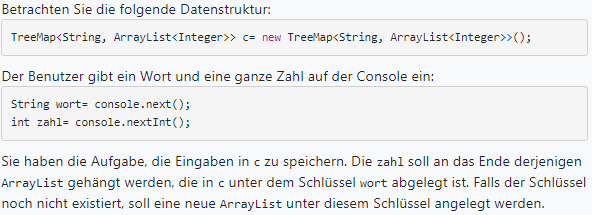 Betrachten Sie die folgende Datenstruktur:
TreeMap<String, ArrayList<Integer>> c= new TreeMap<String, ArrayList<Integer>>();
Der Benutzer gibt ein Wort und eine ganze Zahl auf der Console ein:
String wort= console.next();
int zahl= console.nextInt();
Sie haben die Aufgabe, die Eingaben in c zu speichern. Die zahl soll an das Ende derjenigen
ArrayList gehängt werden, die in c unter dem Schlüssel wort abgelegt ist. Falls der Schlüssel
noch nicht existiert, soll eine neue ArrayList unter diesem Schlüssel angelegt werden.